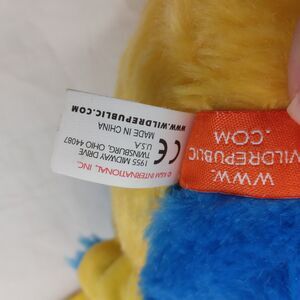 © K&M INTERNATIONAL, INC.
1955 MIDWAY DRIVE
TWINSBURG, OHIO 44087
U.S.A.
CE
MADE IN CHINA
WWW.WILDREPUBLIC.COM
WWW.
WILDREPUBLIC
.COM